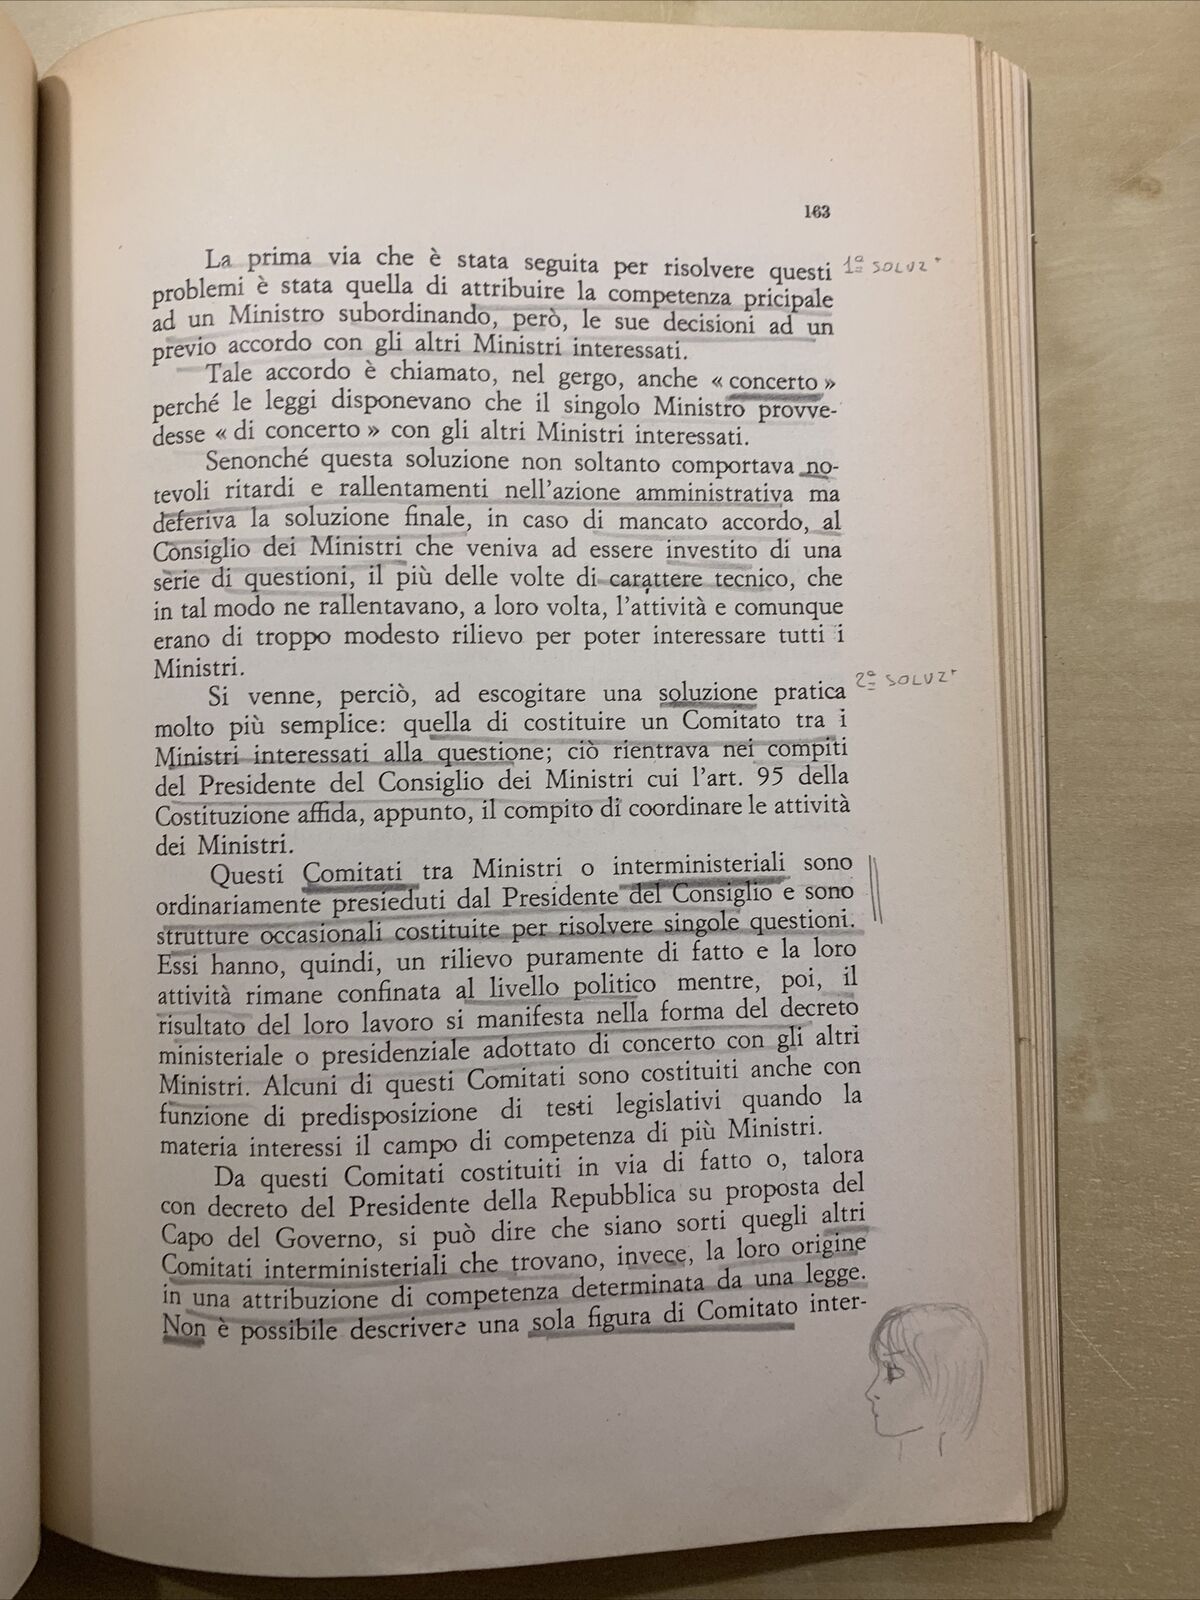 163
La prima via che è stata seguita per risolvere questi 1ª SOLUZ
problemi è stata quella di attribuire la competenza pricipale
ad un Ministro subordinando, però, le sue decisioni ad un
previo accordo con gli altri Ministri interessati.
Tale accordo è chiamato, nel gergo, anche « concerto »
perché le leggi disponevano che il singolo Ministro provve-
desse « di concerto » con gli altri Ministri interessati.
Senonché questa soluzione non soltanto comportava no-
tevoli ritardi e rallentamenti nell'azione amministrativa ma
deferiva la soluzione finale, in caso di mancato accordo, al
Consiglio dei Ministri che veniva ad essere investito di una
serie di questioni, il più delle volte di carattere tecnico, che
in tal modo ne rallentavano, a loro volta, l'attività e comunque
erano di troppo modesto rilievo per poter interessare tutti i
Ministri.
Si venne, perciò, ad escogitare una soluzione pratica 2ª SOLUZ
molto più semplice: quella di costituire un Comitato tra i
Ministri interessati alla questione; ciò rientrava nei compiti
del Presidente del Consiglio dei Ministri cui l'art. 95 della
Costituzione affida, appunto, il compito di coordinare le attività
dei Ministri.
Questi Comitati tra Ministri o interministeriali sono
ordinariamente presieduti dal Presidente del Consiglio e sono
strutture occasionali costituite per risolvere singole questioni.
Essi hanno, quindi, un rilievo puramente di fatto e la loro
attività rimane confinata al livello politico mentre, poi, il
risultato del loro lavoro si manifesta nella forma del decreto
ministeriale o presidenziale adottato di concerto con gli altri
Ministri. Alcuni di questi Comitati sono costituiti anche con
funzione di predisposizione di testi legislativi quando la
materia interessi il campo di competenza di più Ministri.
Da questi Comitati costituiti in via di fatto o, talora
con decreto del Presidente della Repubblica su proposta del
Capo del Governo, si può dire che siano sorti quegli altri
Comitati interministeriali che trovano, invece, la loro origine
in una attribuzione di competenza determinata da una legge.
Non è possibile descrivere una sola figura di Comitato inter-